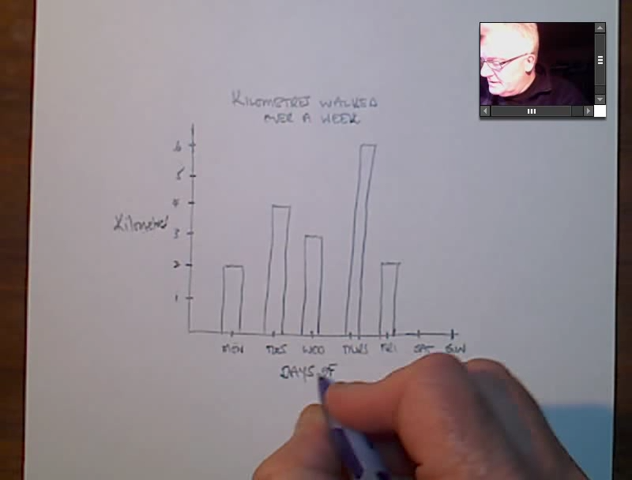 KILOMETRES WALKED
OVER A WEEK
6
5
4
Kilometres
3
2
1
MON TUES WED THURS FRI SAT SUN
DAYS OF